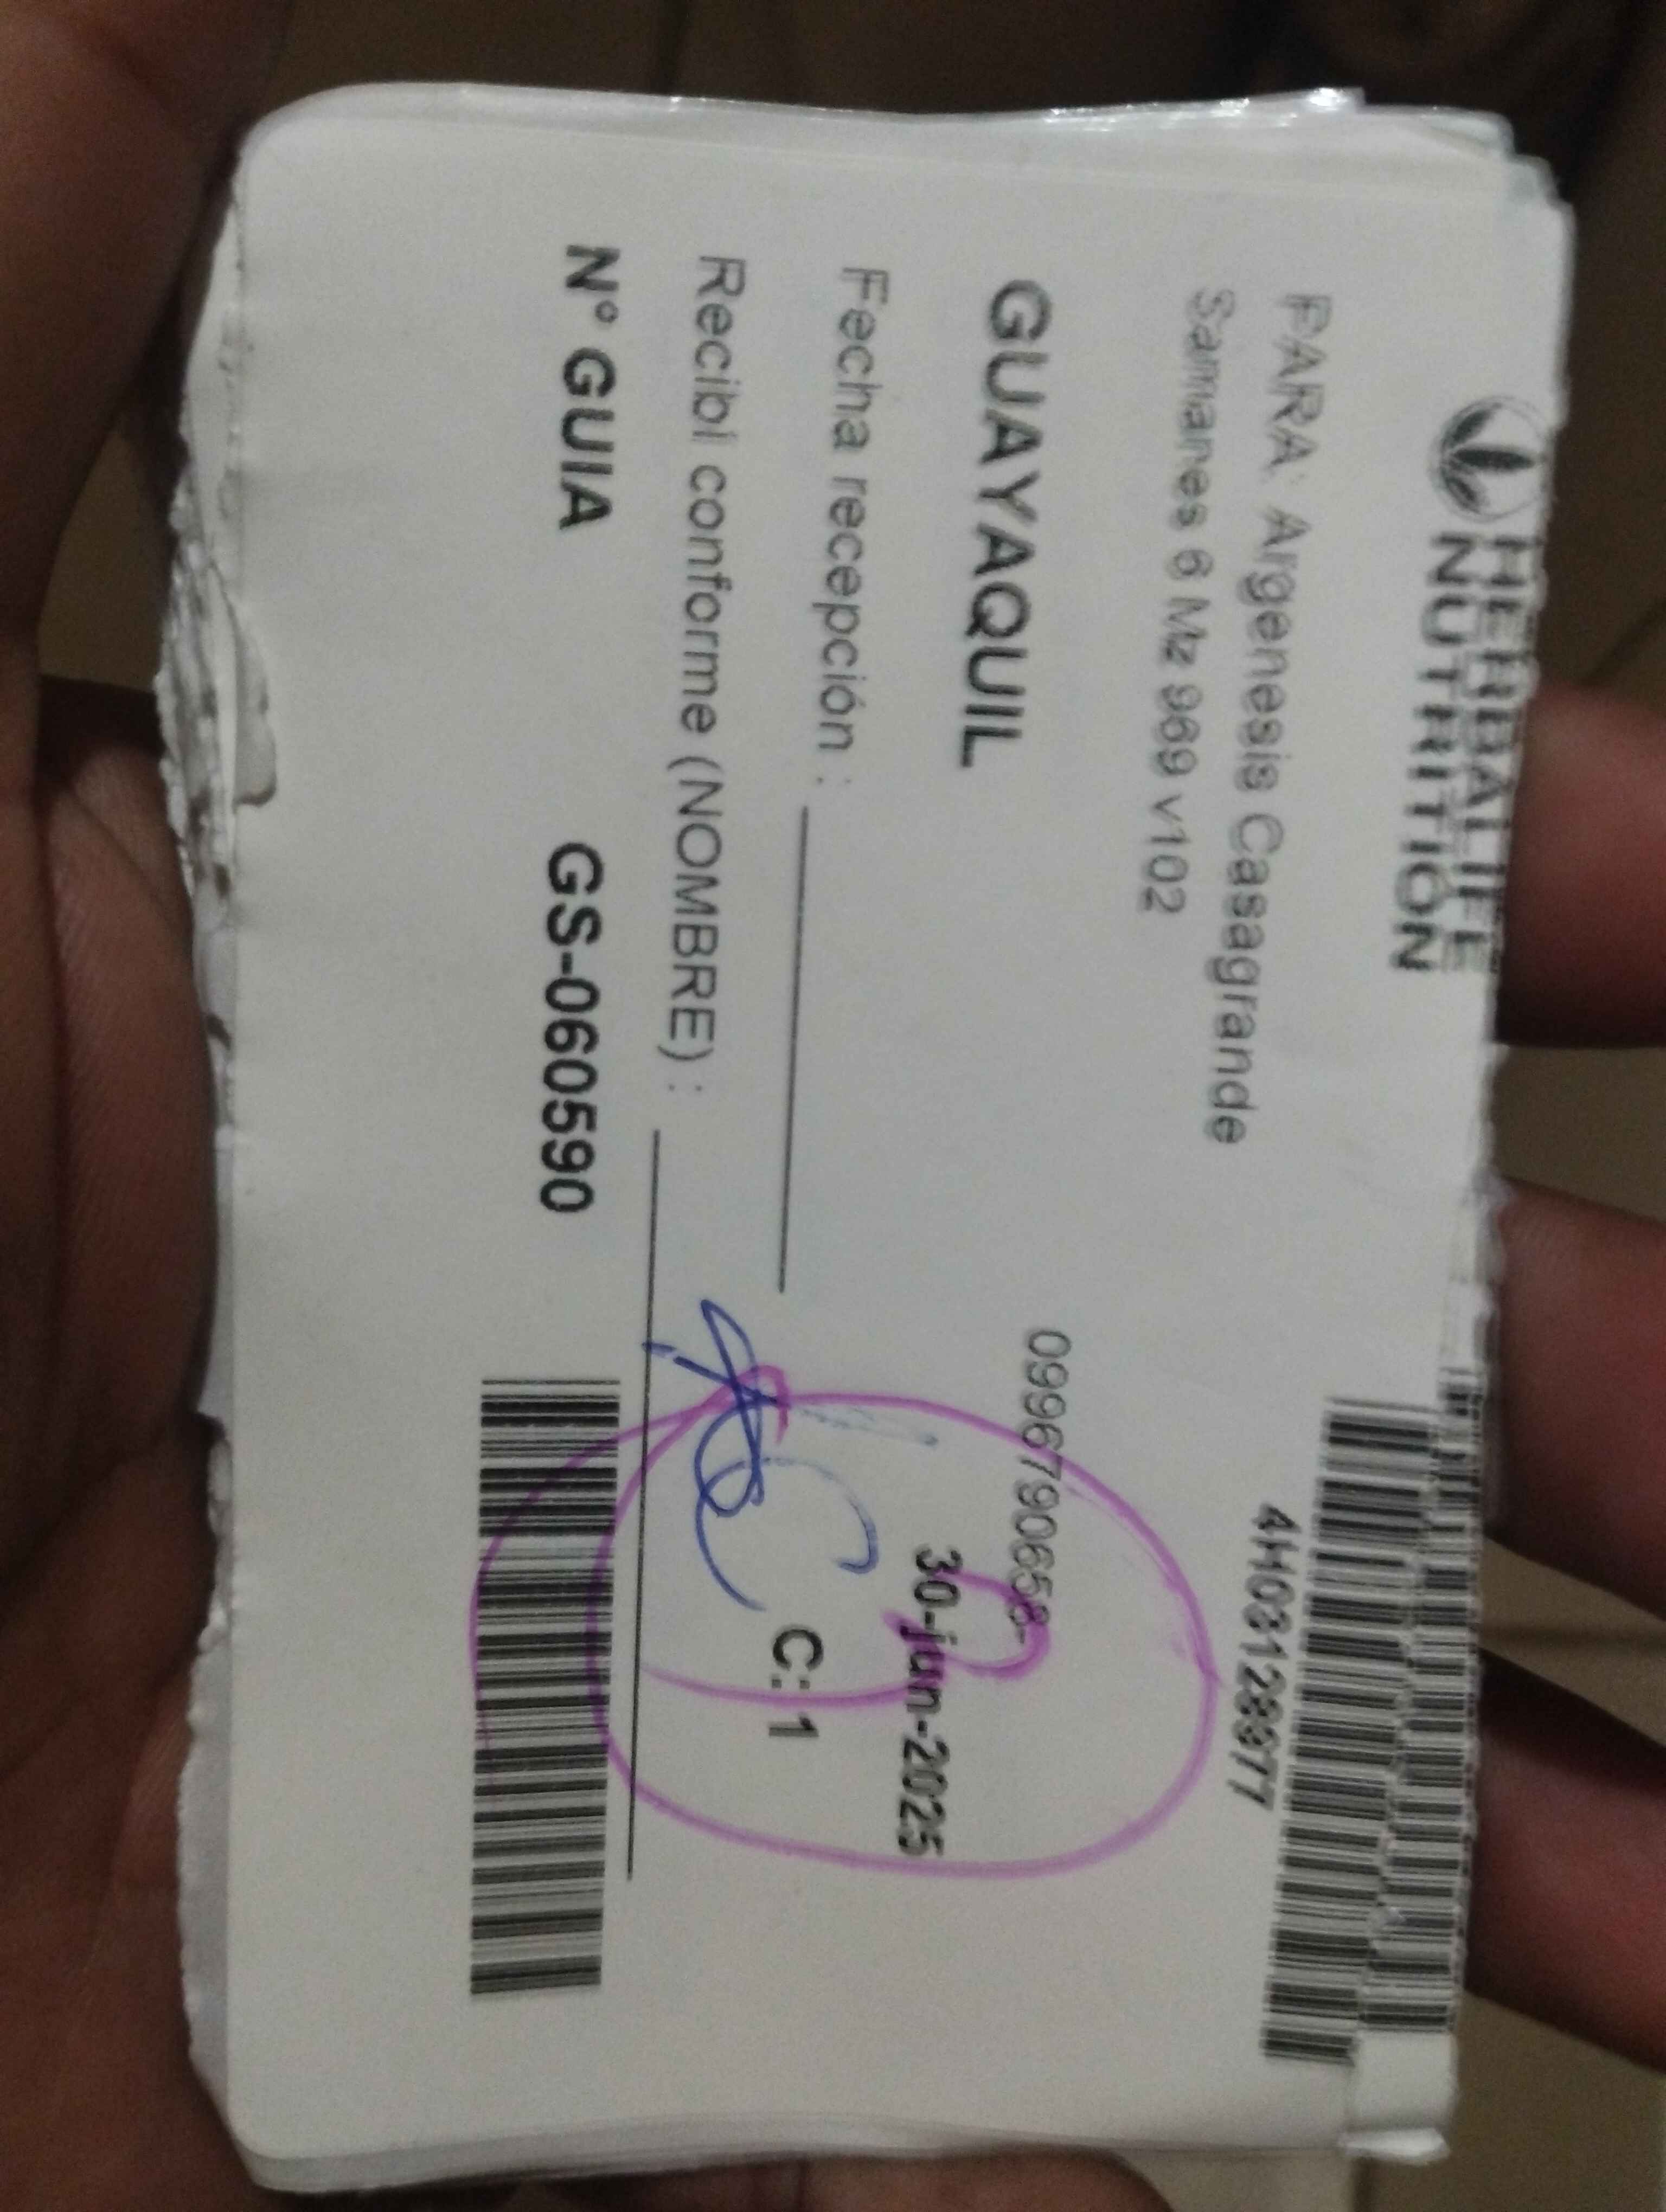 HERBALIFE
NUTRITION
PARA: Argenesis Casagrande
Samanes 6 Mz 969 v102
4H03128977
GUAYAQUIL
0996790658-
30-jun-2025
Fecha recepción :
C: 1
Recibí conforme (NOMBRE) :
N° GUIA GS-060590